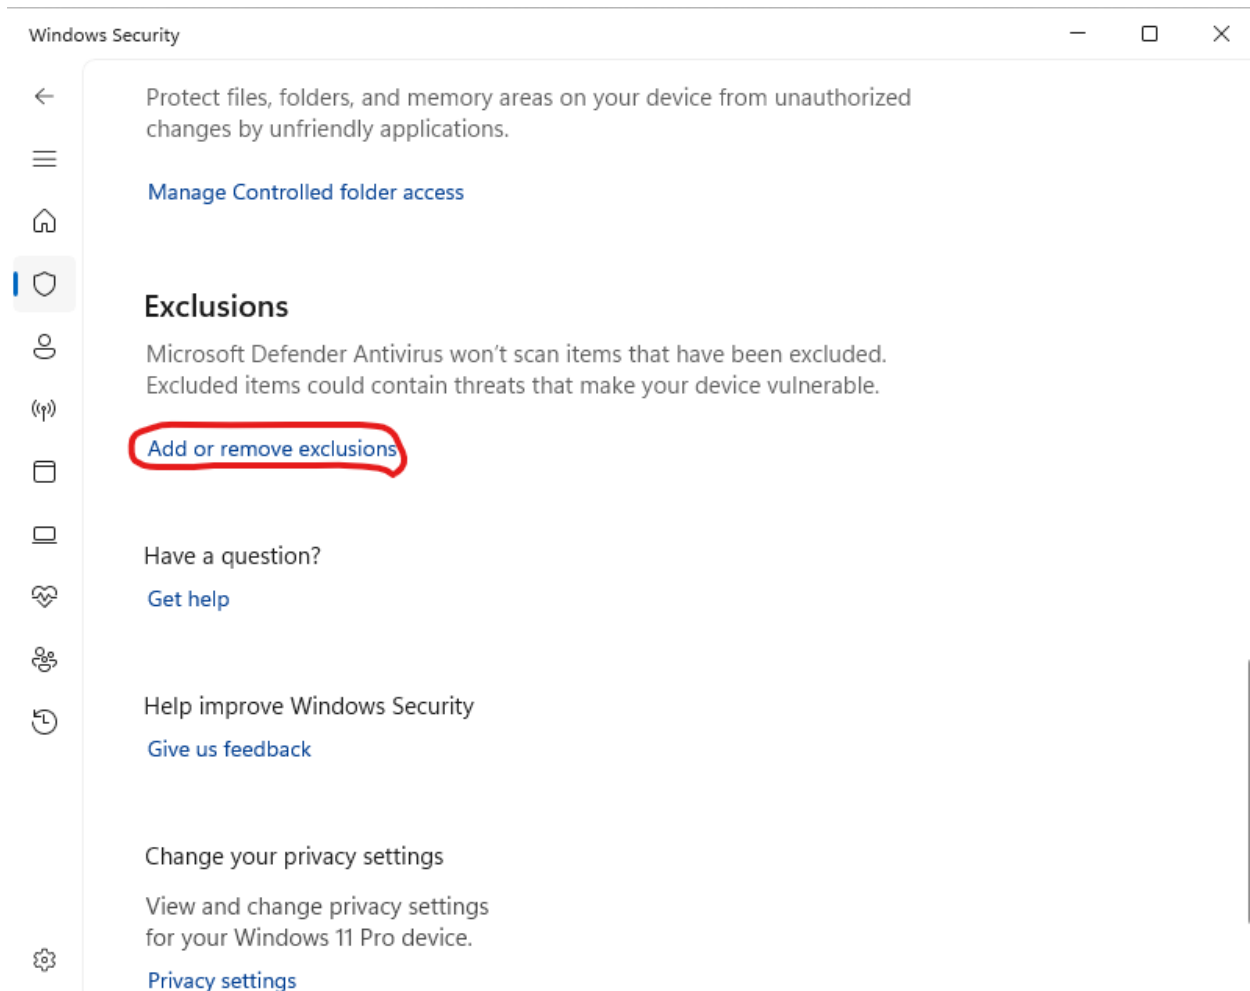 Windows Security
Protect files, folders, and memory areas on your device from unauthorized
changes by unfriendly applications.
Manage Controlled folder access
Exclusions
Microsoft Defender Antivirus won’t scan items that have been excluded.
Excluded items could contain threats that make your device vulnerable.
Add or remove exclusions
Have a question?
Get help
Help improve Windows Security
Give us feedback
Change your privacy settings
View and change privacy settings
for your Windows 11 Pro device.
Privacy settings